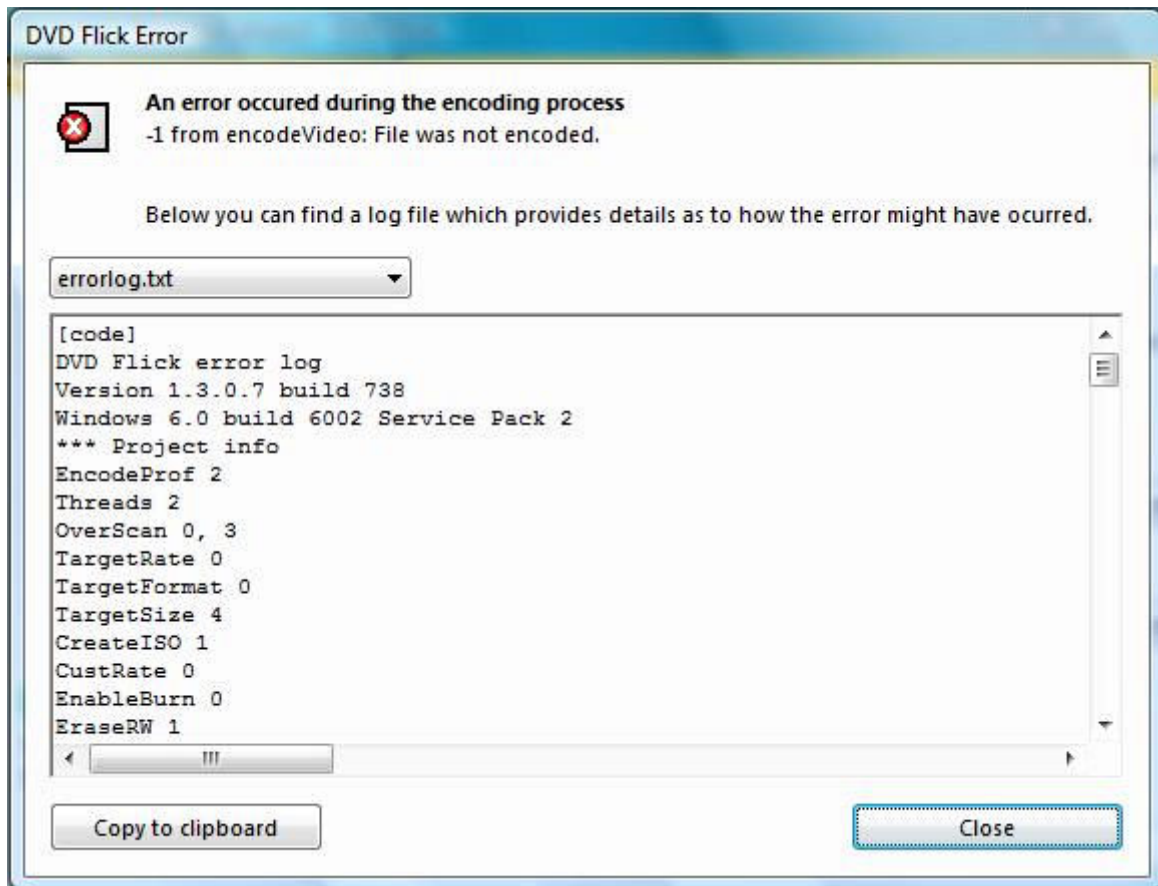 DVD Flick Error
An error occured during the encoding process
-1 from encodeVideo: File was not encoded.
Below you can find a log file which provides details as to how the error might have ocurred.
errorlog.txt
[code]
DVD Flick error log
Version 1.3.0.7 build 738
Windows 6.0 build 6002 Service Pack 2
*** Project info
EncodeProf 2
Threads 2
OverScan 0, 3
TargetRate 0
TargetFormat 0
TargetSize 4
CreateISO 1
CustRate 0
EnableBurn 0
EraseRW 1
Copy to clipboard
Close